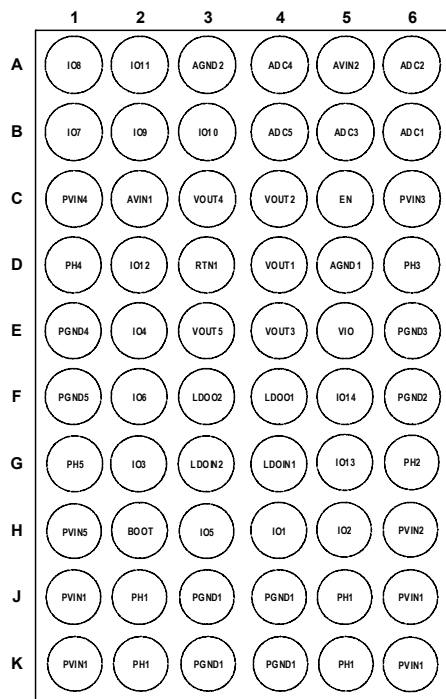 1 2 3 4 5 6
A IO8 IO11 AGND2 ADC4 AVIN2 ADC2
B IO7 IO9 IO10 ADC5 ADC3 ADC1
C PVIN4 AVIN1 VOUT4 VOUT2 EN PVIN3
D PH4 IO12 RTN1 VOUT1 AGND1 PH3
E PGND4 IO4 VOUT5 VOUT3 VIO PGND3
F PGND5 IO6 LDOO2 LDOO1 IO14 PGND2
G PH5 IO3 LDOIN2 LDOIN1 IO13 PH2
H PVIN5 BOOT IO5 IO1 IO2 PVIN2
J PVIN1 PH1 PGND1 PGND1 PH1 PVIN1
K PVIN1 PH1 PGND1 PGND1 PH1 PVIN1